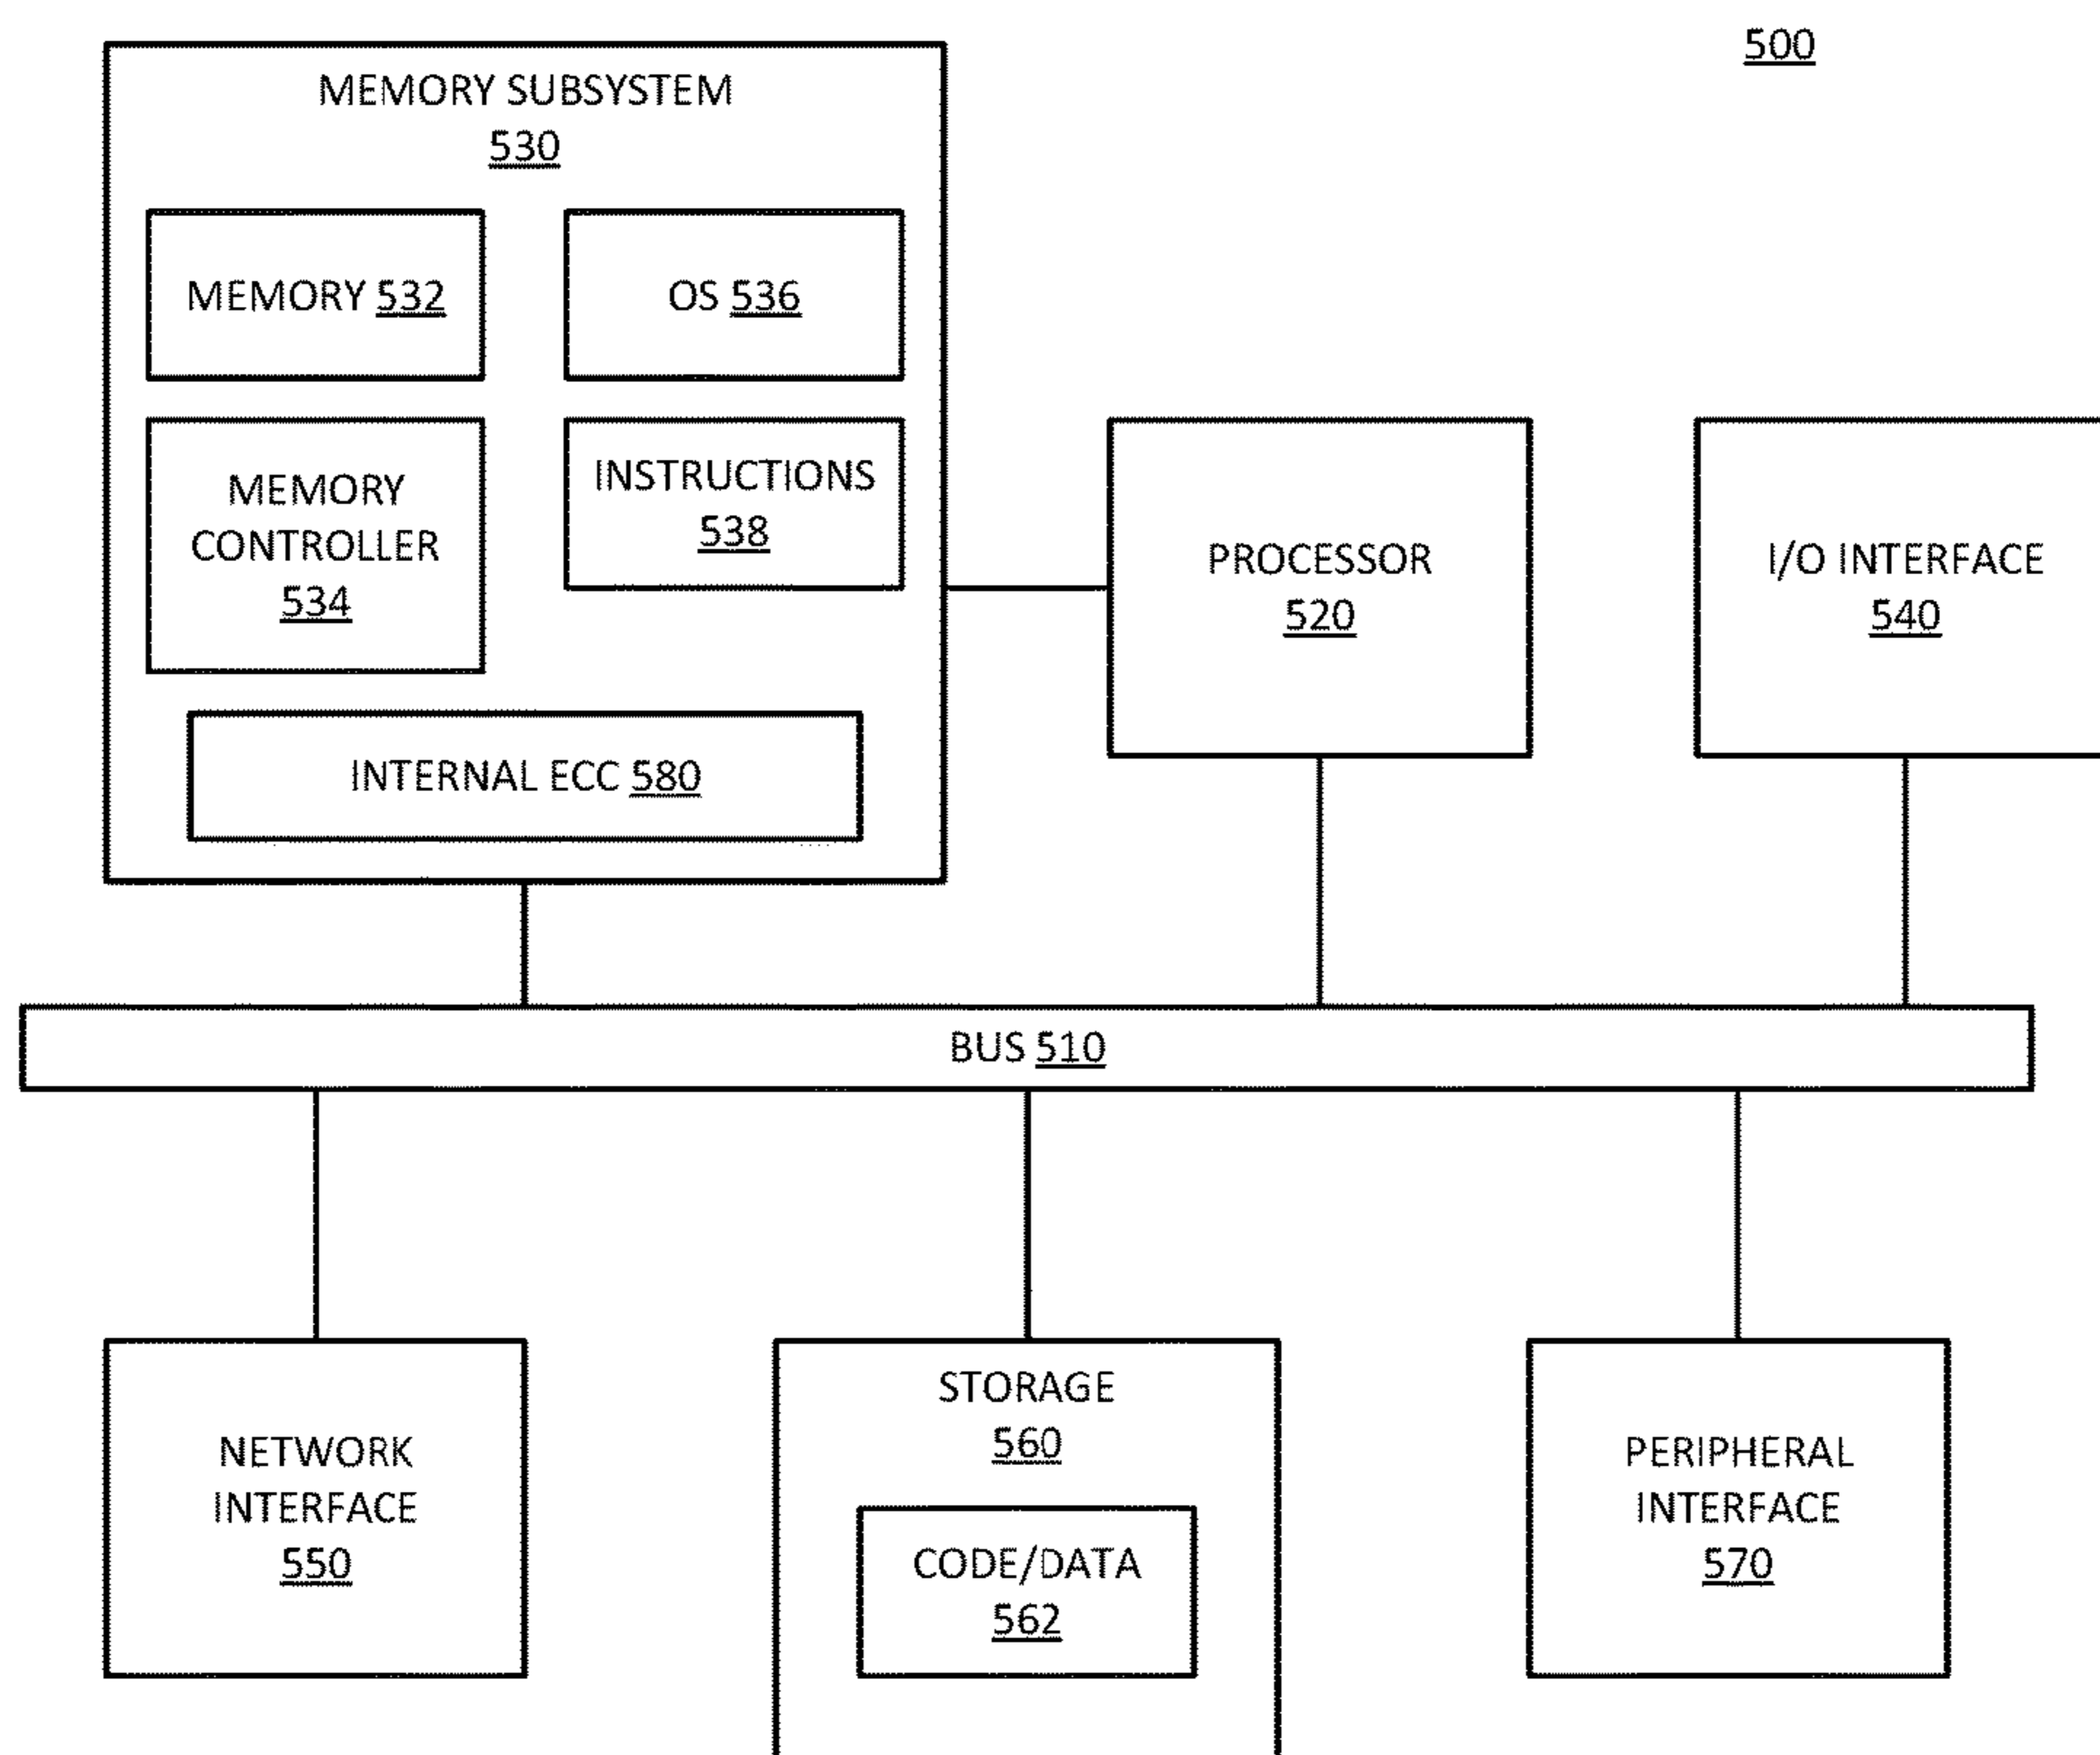 500
MEMORY SUBSYSTEM
530
MEMORY 532
OS 536
MEMORY
CONTROLLER
534
INSTRUCTIONS
538
INTERNAL ECC 580
PROCESSOR
520
I/O INTERFACE
540
BUS 510
NETWORK
INTERFACE
550
STORAGE
560
CODE/DATA
562
PERIPHERAL
INTERFACE
570